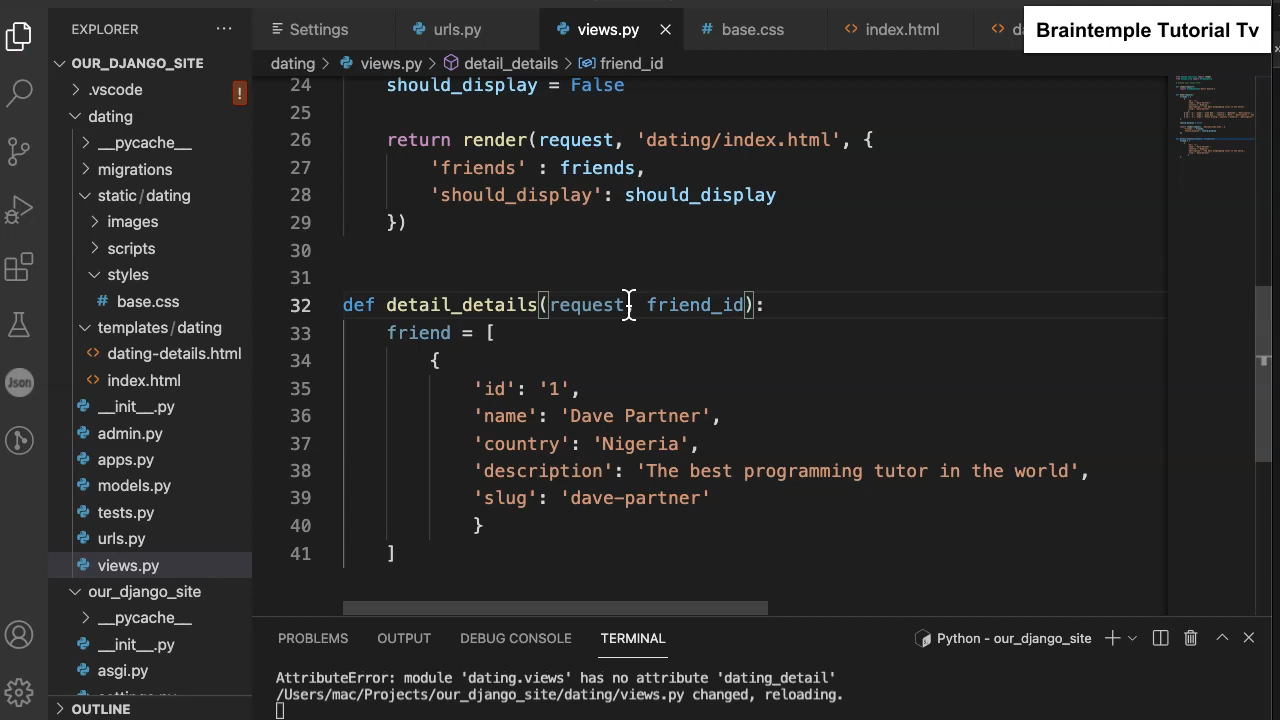 EXPLORER
Settings
urls.py
views.py
base.css
index.html
Braintemple Tutorial Tv
OUR_DJANGO_SITE
dating > views.py > detail_details > friend_id
.vscode
dating
__pycache__
migrations
static/dating
images
scripts
styles
base.css
templates/dating
dating-details.html
index.html
__init__.py
admin.py
apps.py
models.py
tests.py
urls.py
views.py
our_django_site
__pycache__
__init__.py
asgi.py
OUTLINE
Json
24 should_display = False
25
26 return render(request, 'dating/index.html', {
27 'friends' : friends,
28 'should_display': should_display
29 })
30
31
32 def detail_details(request, friend_id):
33 friend = [
34 {
35 'id': '1',
36 'name': 'Dave Partner',
37 'country': 'Nigeria',
38 'description': 'The best programming tutor in the world',
39 'slug': 'dave-partner'
40 }
41 ]
PROBLEMS OUTPUT DEBUG CONSOLE TERMINAL
Python - our_django_site
AttributeError: module 'dating.views' has no attribute 'dating_detail'
/Users/mac/Projects/our_django_site/dating/views.py changed, reloading.